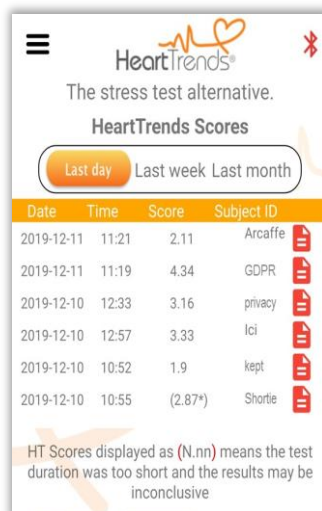 HeartTrends®
The stress test alternative.
HeartTrends Scores
Last day Last week Last month
Date Time Score Subject ID
2019-12-11 11:21 2.11 Arcaffe
2019-12-11 11:19 4.34 GDPR
2019-12-10 12:33 3.16 privacy
2019-12-10 12:57 3.33 Ici
2019-12-10 10:52 1.9 kept
2019-12-10 10:55 (2.87*) Shortie
HT Scores displayed as (N.nn) means the test
duration was too short and the results may be
inconclusive